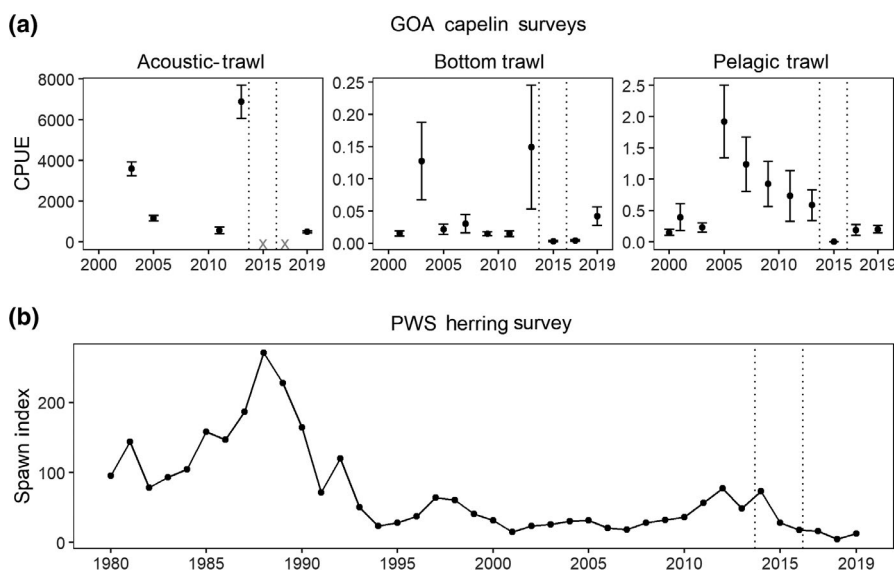 (a) GOA capelin surveys
Acoustic-trawl Bottom trawl Pelagic trawl
CPUE
8000
6000
4000
2000
0
0.25
0.20
0.15
0.10
0.05
0.00
2.5
2.0
1.5
1.0
0.5
0.0
2000 2005 2010 2015 2019
2000 2005 2010 2015 2019
2000 2005 2010 2015 2019
X X
(b) PWS herring survey
Spawn index
200
100
0
1980 1985 1990 1995 2000 2005 2010 2015 2019